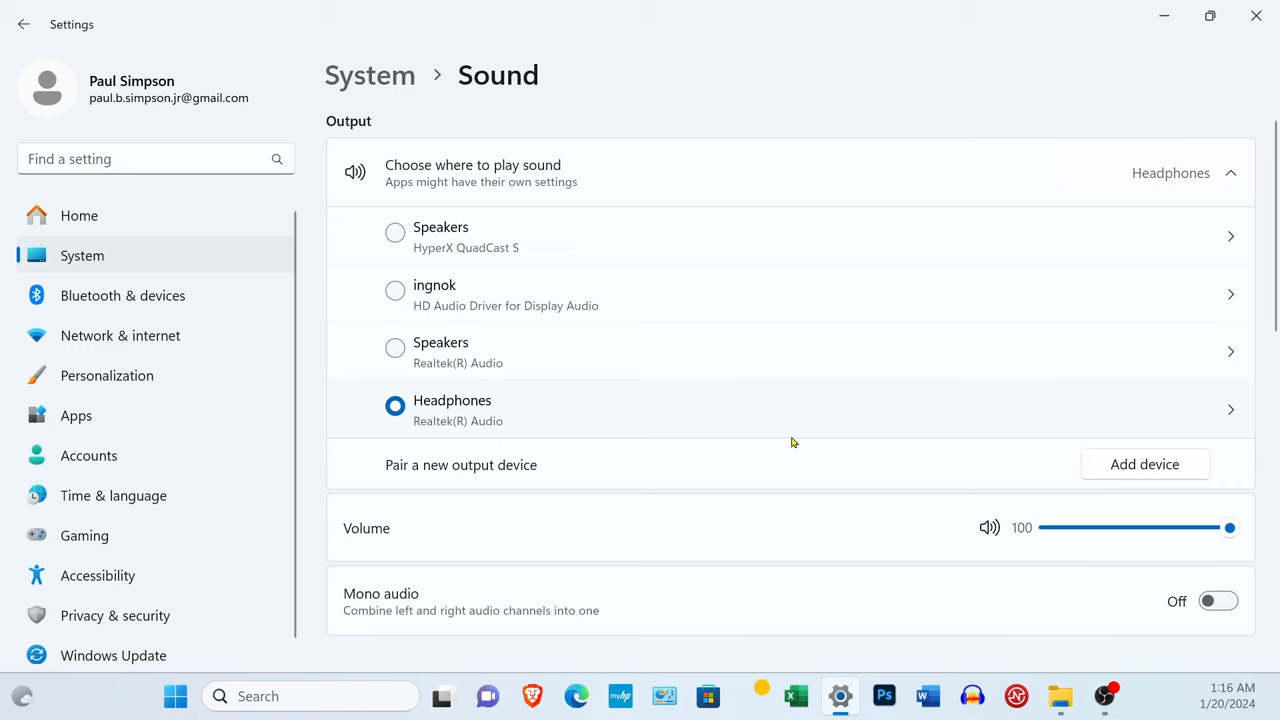 Settings
Paul Simpson
paul.b.simpson.jr@gmail.com
Find a setting
Home
System
Bluetooth & devices
Network & internet
Personalization
Apps
Accounts
Time & language
Gaming
Accessibility
Privacy & security
Windows Update
System > Sound
Output
Choose where to play sound
Apps might have their own settings
Headphones
Speakers
HyperX QuadCast S
ingnok
HD Audio Driver for Display Audio
Speakers
Realtek(R) Audio
Headphones
Realtek(R) Audio
Pair a new output device
Add device
Volume
100
Mono audio
Combine left and right audio channels into one
Off
Search
myhp
X
Ps
W
1:16 AM
1/20/2024